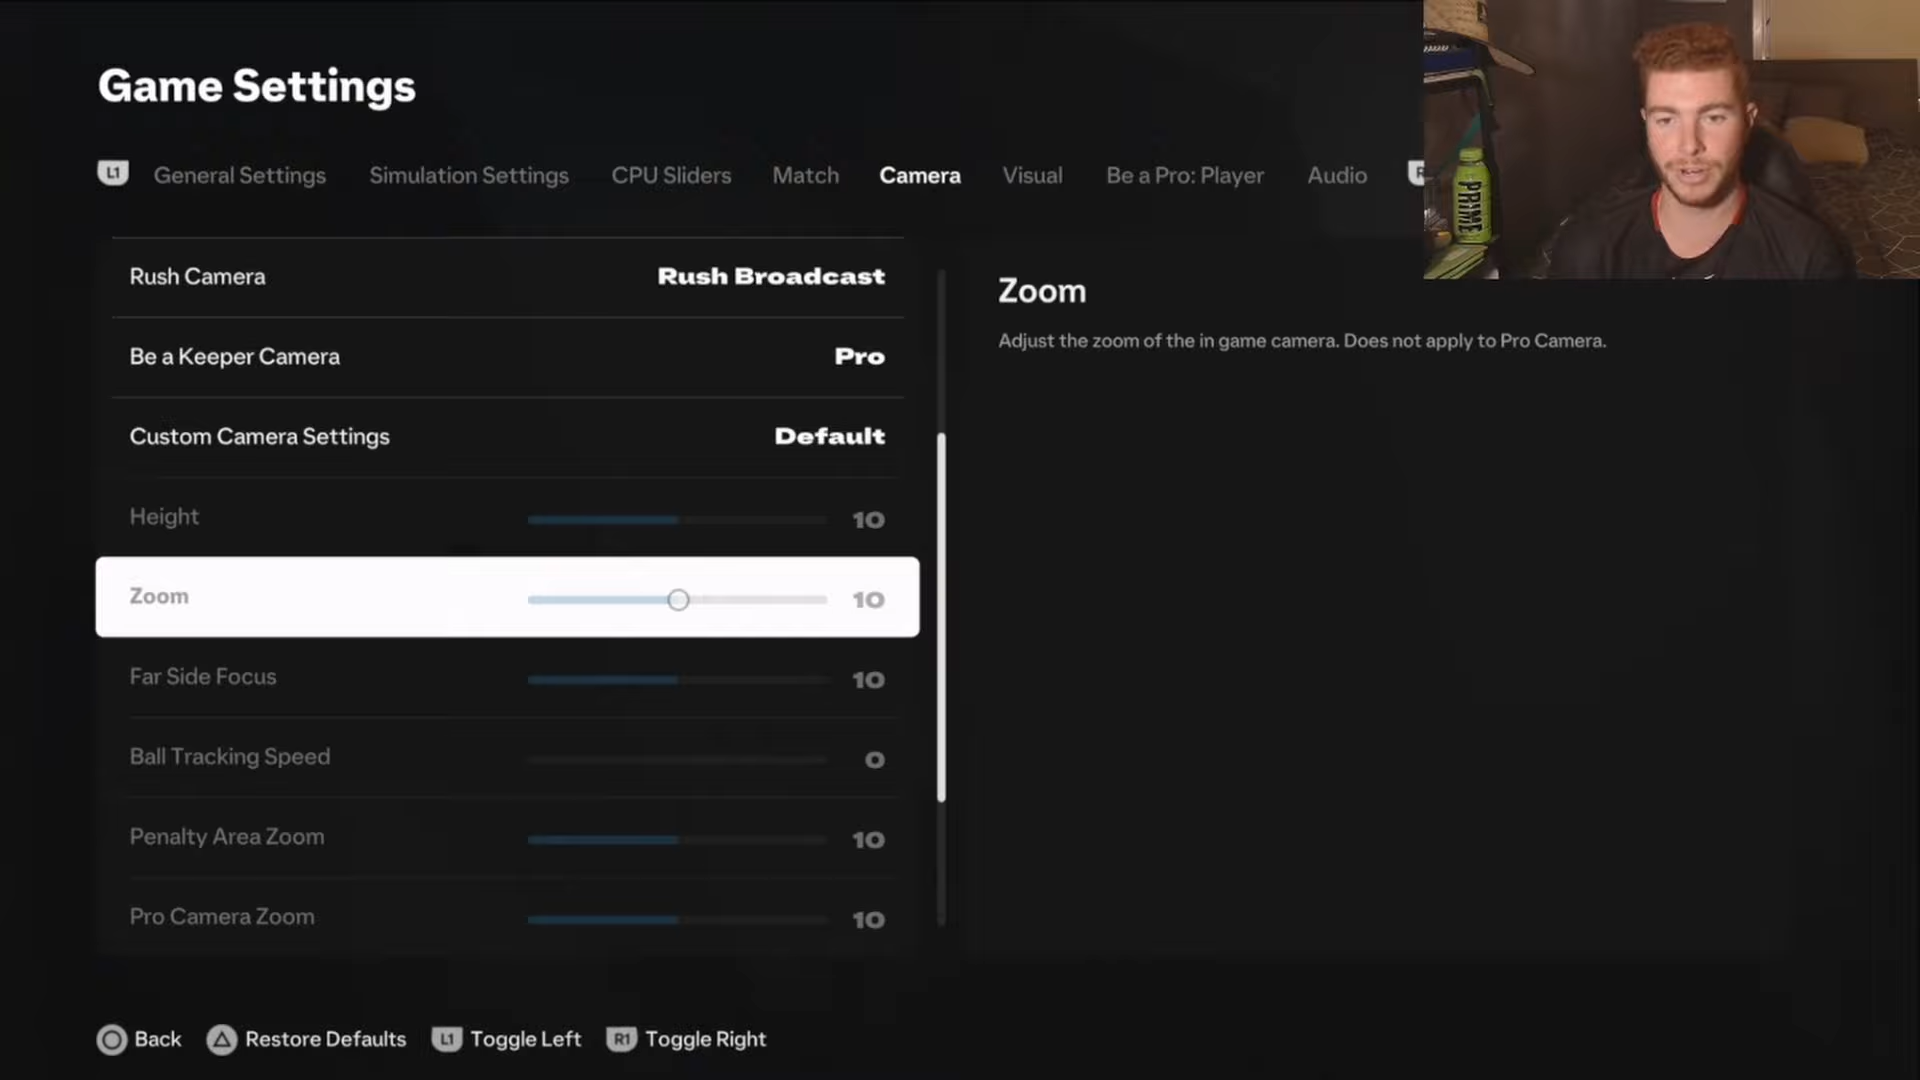 Game Settings
L1 General Settings Simulation Settings CPU Sliders Match Camera Visual Be a Pro: Player Audio R
PRIME
Rush Camera Rush Broadcast
Be a Keeper Camera Pro
Custom Camera Settings Default
Height 10
Zoom 10
Far Side Focus 10
Ball Tracking Speed 0
Penalty Area Zoom 10
Pro Camera Zoom 10
Zoom
Adjust the zoom of the in game camera. Does not apply to Pro Camera.
Back Restore Defaults L1 Toggle Left R1 Toggle Right